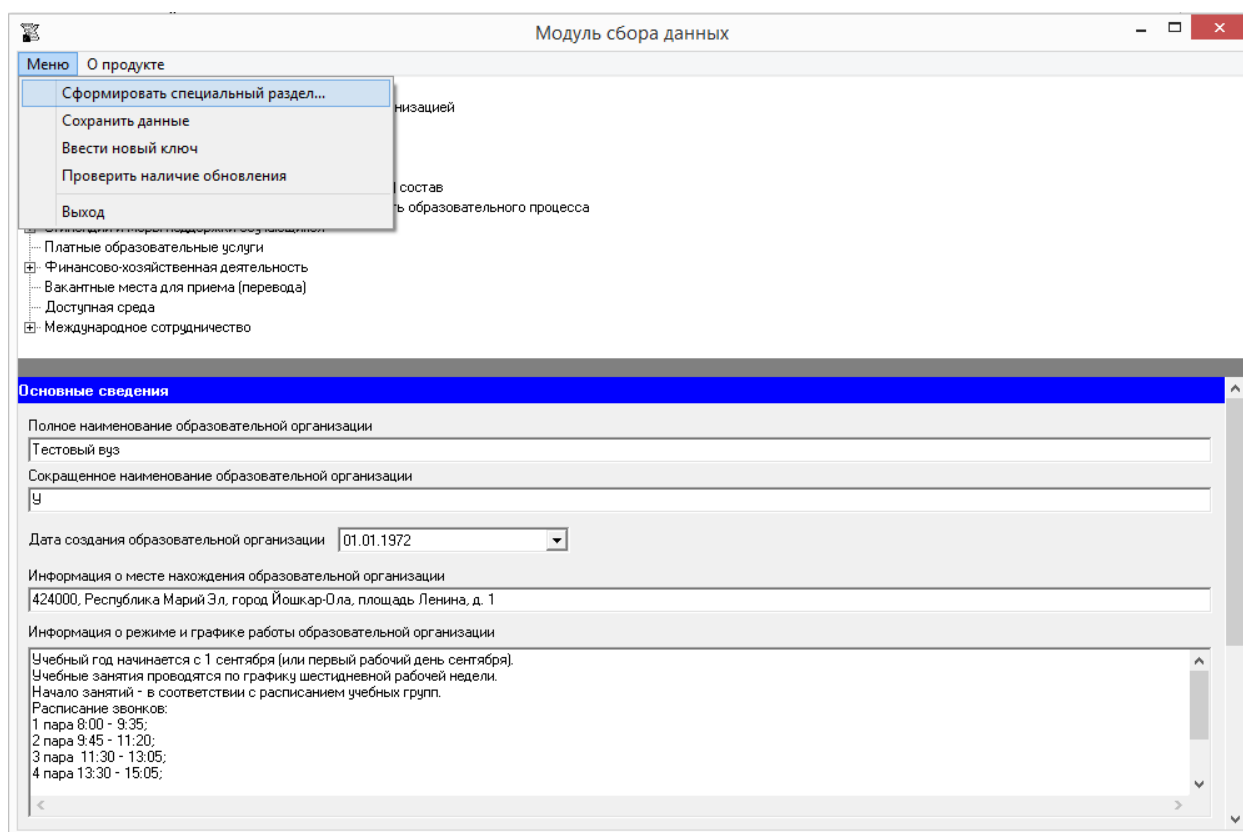 Модуль сбора данных
Меню О продукте
Сформировать специальный раздел...
Сохранить данные
Ввести новый ключ
Проверить наличие обновления
Выход
низацией
состав
ь образовательного процесса
Платные образовательные услуги
Финансово-хозяйственная деятельность
Вакантные места для приема (перевода)
Доступная среда
Международное сотрудничество
Основные сведения
Полное наименование образовательной организации
Тестовый вуз
Сокращенное наименование образовательной организации
У
Дата создания образовательной организации 01.01.1972
Информация о месте нахождения образовательной организации
424000, Республика Марий Эл, город Йошкар-Ола, площадь Ленина, д. 1
Информация о режиме и графике работы образовательной организации
Учебный год начинается с 1 сентября (или первый рабочий день сентября).
Учебные занятия проводятся по графику шестидневной рабочей недели.
Начало занятий - в соответствии с расписанием учебных групп.
Расписание звонков:
1 пара 8:00 - 9:35;
2 пара 9:45 - 11:20;
3 пара  11:30 - 13:05;
4 пара 13:30 - 15:05;